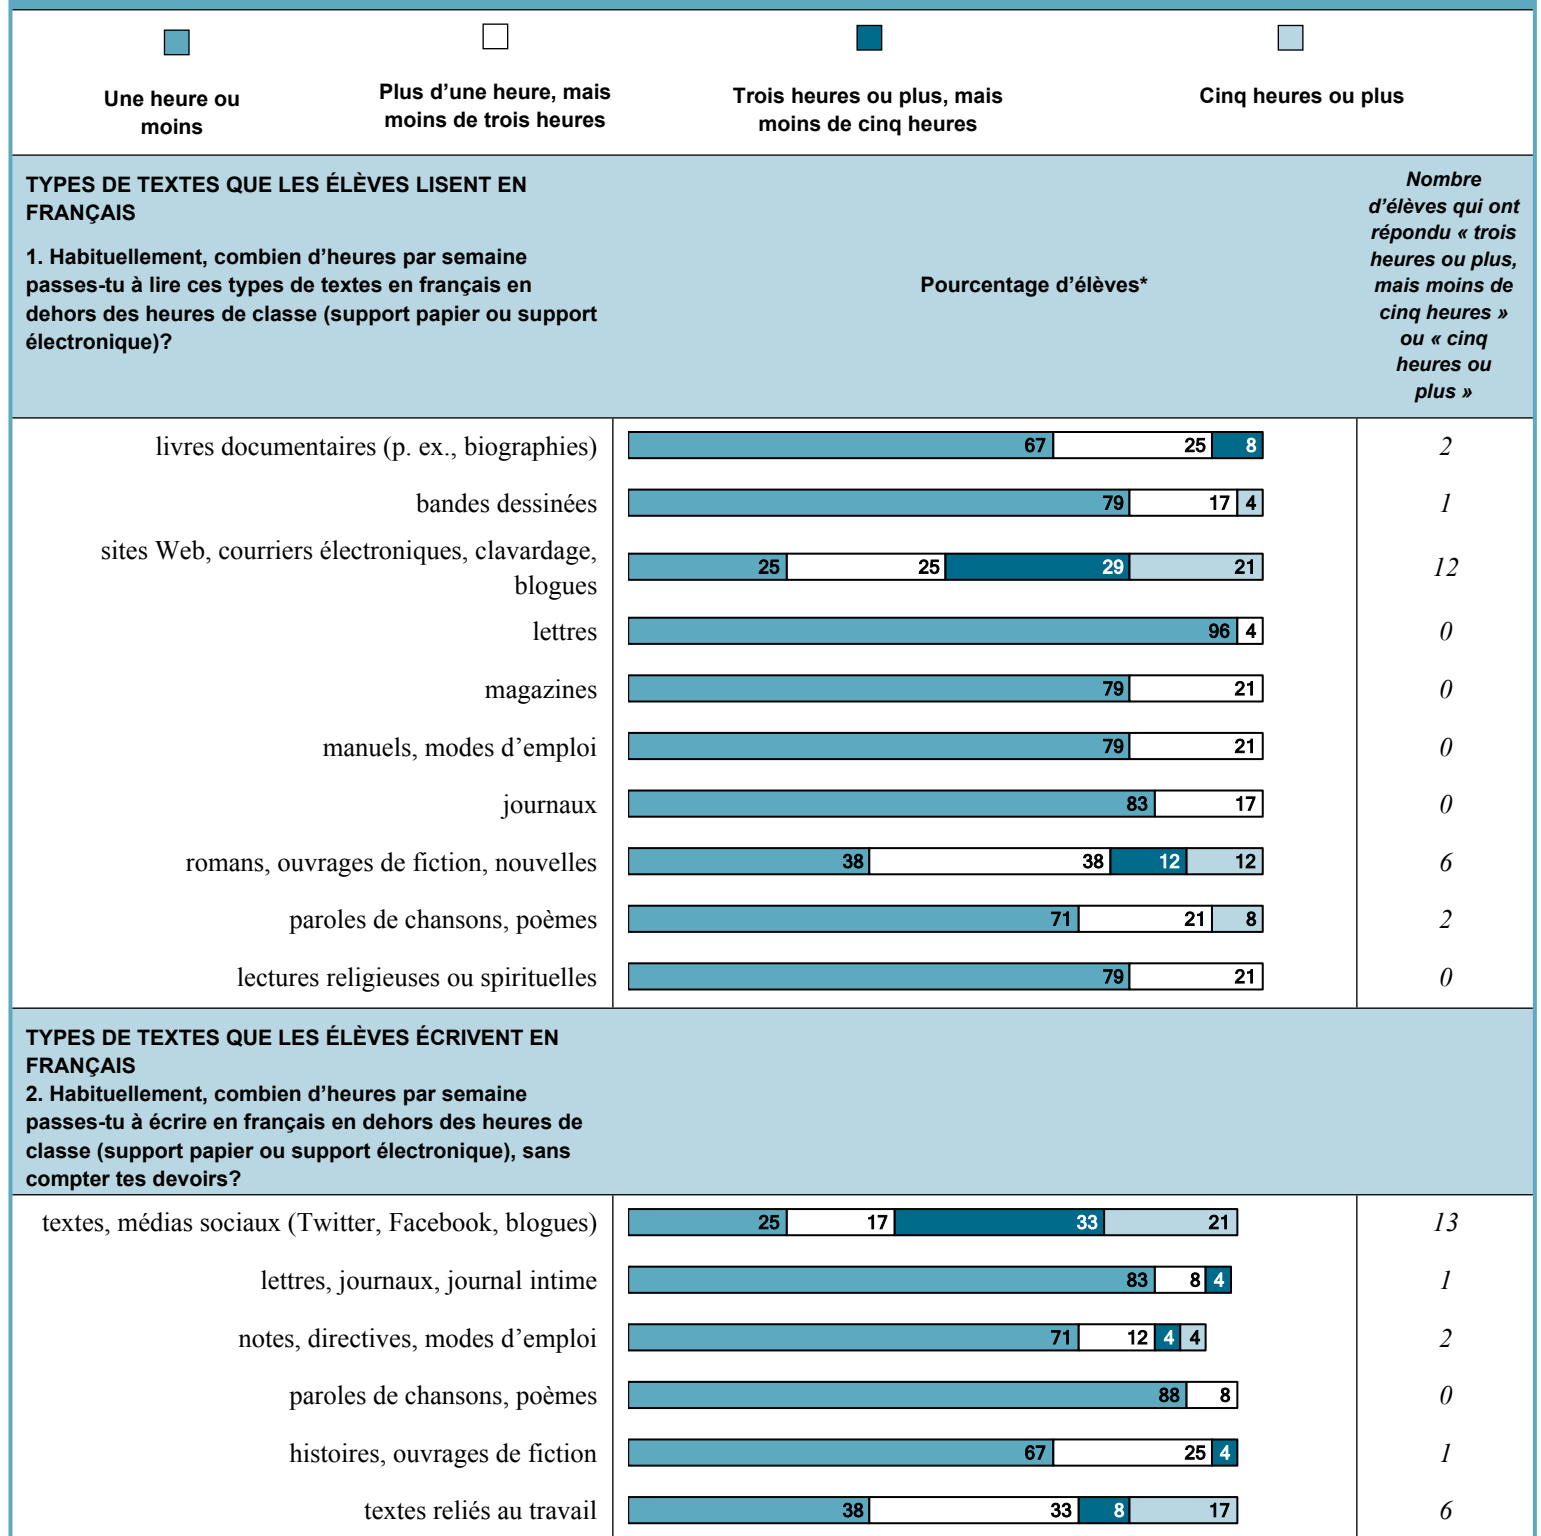 Une heure ou
moins
Plus d'une heure, mais
moins de trois heures
Trois heures ou plus, mais
moins de cinq heures
Cinq heures ou plus
TYPES DE TEXTES QUE LES ÉLÈVES LISENT EN
FRANÇAIS
1. Habituellement, combien d'heures par semaine
passes-tu à lire ces types de textes en français en
dehors des heures de classe (support papier ou support
électronique)?
Pourcentage d'élèves*
Nombre
d'élèves qui ont
répondu « trois
heures ou plus,
mais moins de
cinq heures »
ou « cinq
heures ou
plus »
livres documentaires (p. ex., biographies) 67 25 8 2
bandes dessinées 79 17 4 1
sites Web, courriers électroniques, clavardage,
blogues 25 25 29 21 12
lettres 96 4 0
magazines 79 21 0
manuels, modes d'emploi 79 21 0
journaux 83 17 0
romans, ouvrages de fiction, nouvelles 38 38 12 12 6
paroles de chansons, poèmes 71 21 8 2
lectures religieuses ou spirituelles 79 21 0
TYPES DE TEXTES QUE LES ÉLÈVES ÉCRIVENT EN
FRANÇAIS
2. Habituellement, combien d'heures par semaine
passes-tu à écrire en français en dehors des heures de
classe (support papier ou support électronique), sans
compter tes devoirs?
textes, médias sociaux (Twitter, Facebook, blogues) 25 17 33 21 13
lettres, journaux, journal intime 83 8 4 1
notes, directives, modes d'emploi 71 12 4 4 2
paroles de chansons, poèmes 88 8 0
histoires, ouvrages de fiction 67 25 4 1
textes reliés au travail 38 33 8 17 6